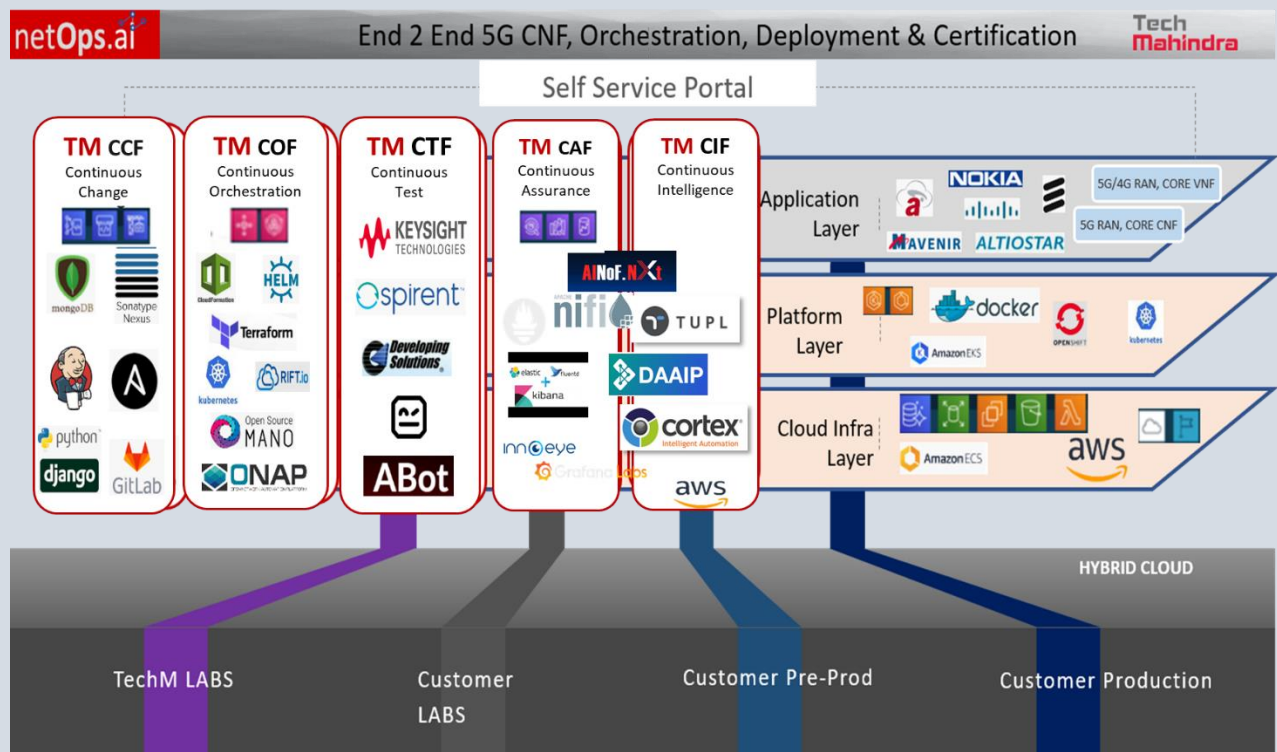 netOps.ai
End 2 End 5G CNF, Orchestration, Deployment & Certification
Tech
Mahindra
Self Service Portal
TM CCF
Continuous
Change
mongoDB
Sonatype
Nexus
A
python
django
GitLab
TM COF
Continuous
Orchestration
CloudFormation
HELM
Terraform
kubernetes
RIFT.io
Open Source
MANO
ONAP
TM CTF
Continuous
Test
KEYSIGHT
TECHNOLOGIES
spirent™
Developing
Solutions®
ABot
TM CAF
Continuous
Assurance
nifi
elastic
fluentd
+
kibana
innoeye
Grafana Labs
TM CIF
Continuous
Intelligence
AINoF.NXt
TUPL
DAAIP
cortex
Intelligent Automation
aws
Application
Layer
a
NOKIA
MAVENIR
ALTIOSTAR
5G/4G RAN, CORE VNF
5G RAN, CORE CNF
Platform
Layer
docker
Amazon EKS
OPENSHIFT
kubernetes
Cloud Infra
Layer
Amazon ECS
aws
HYBRID CLOUD
TechM LABS
Customer
LABS
Customer Pre-Prod
Customer Production